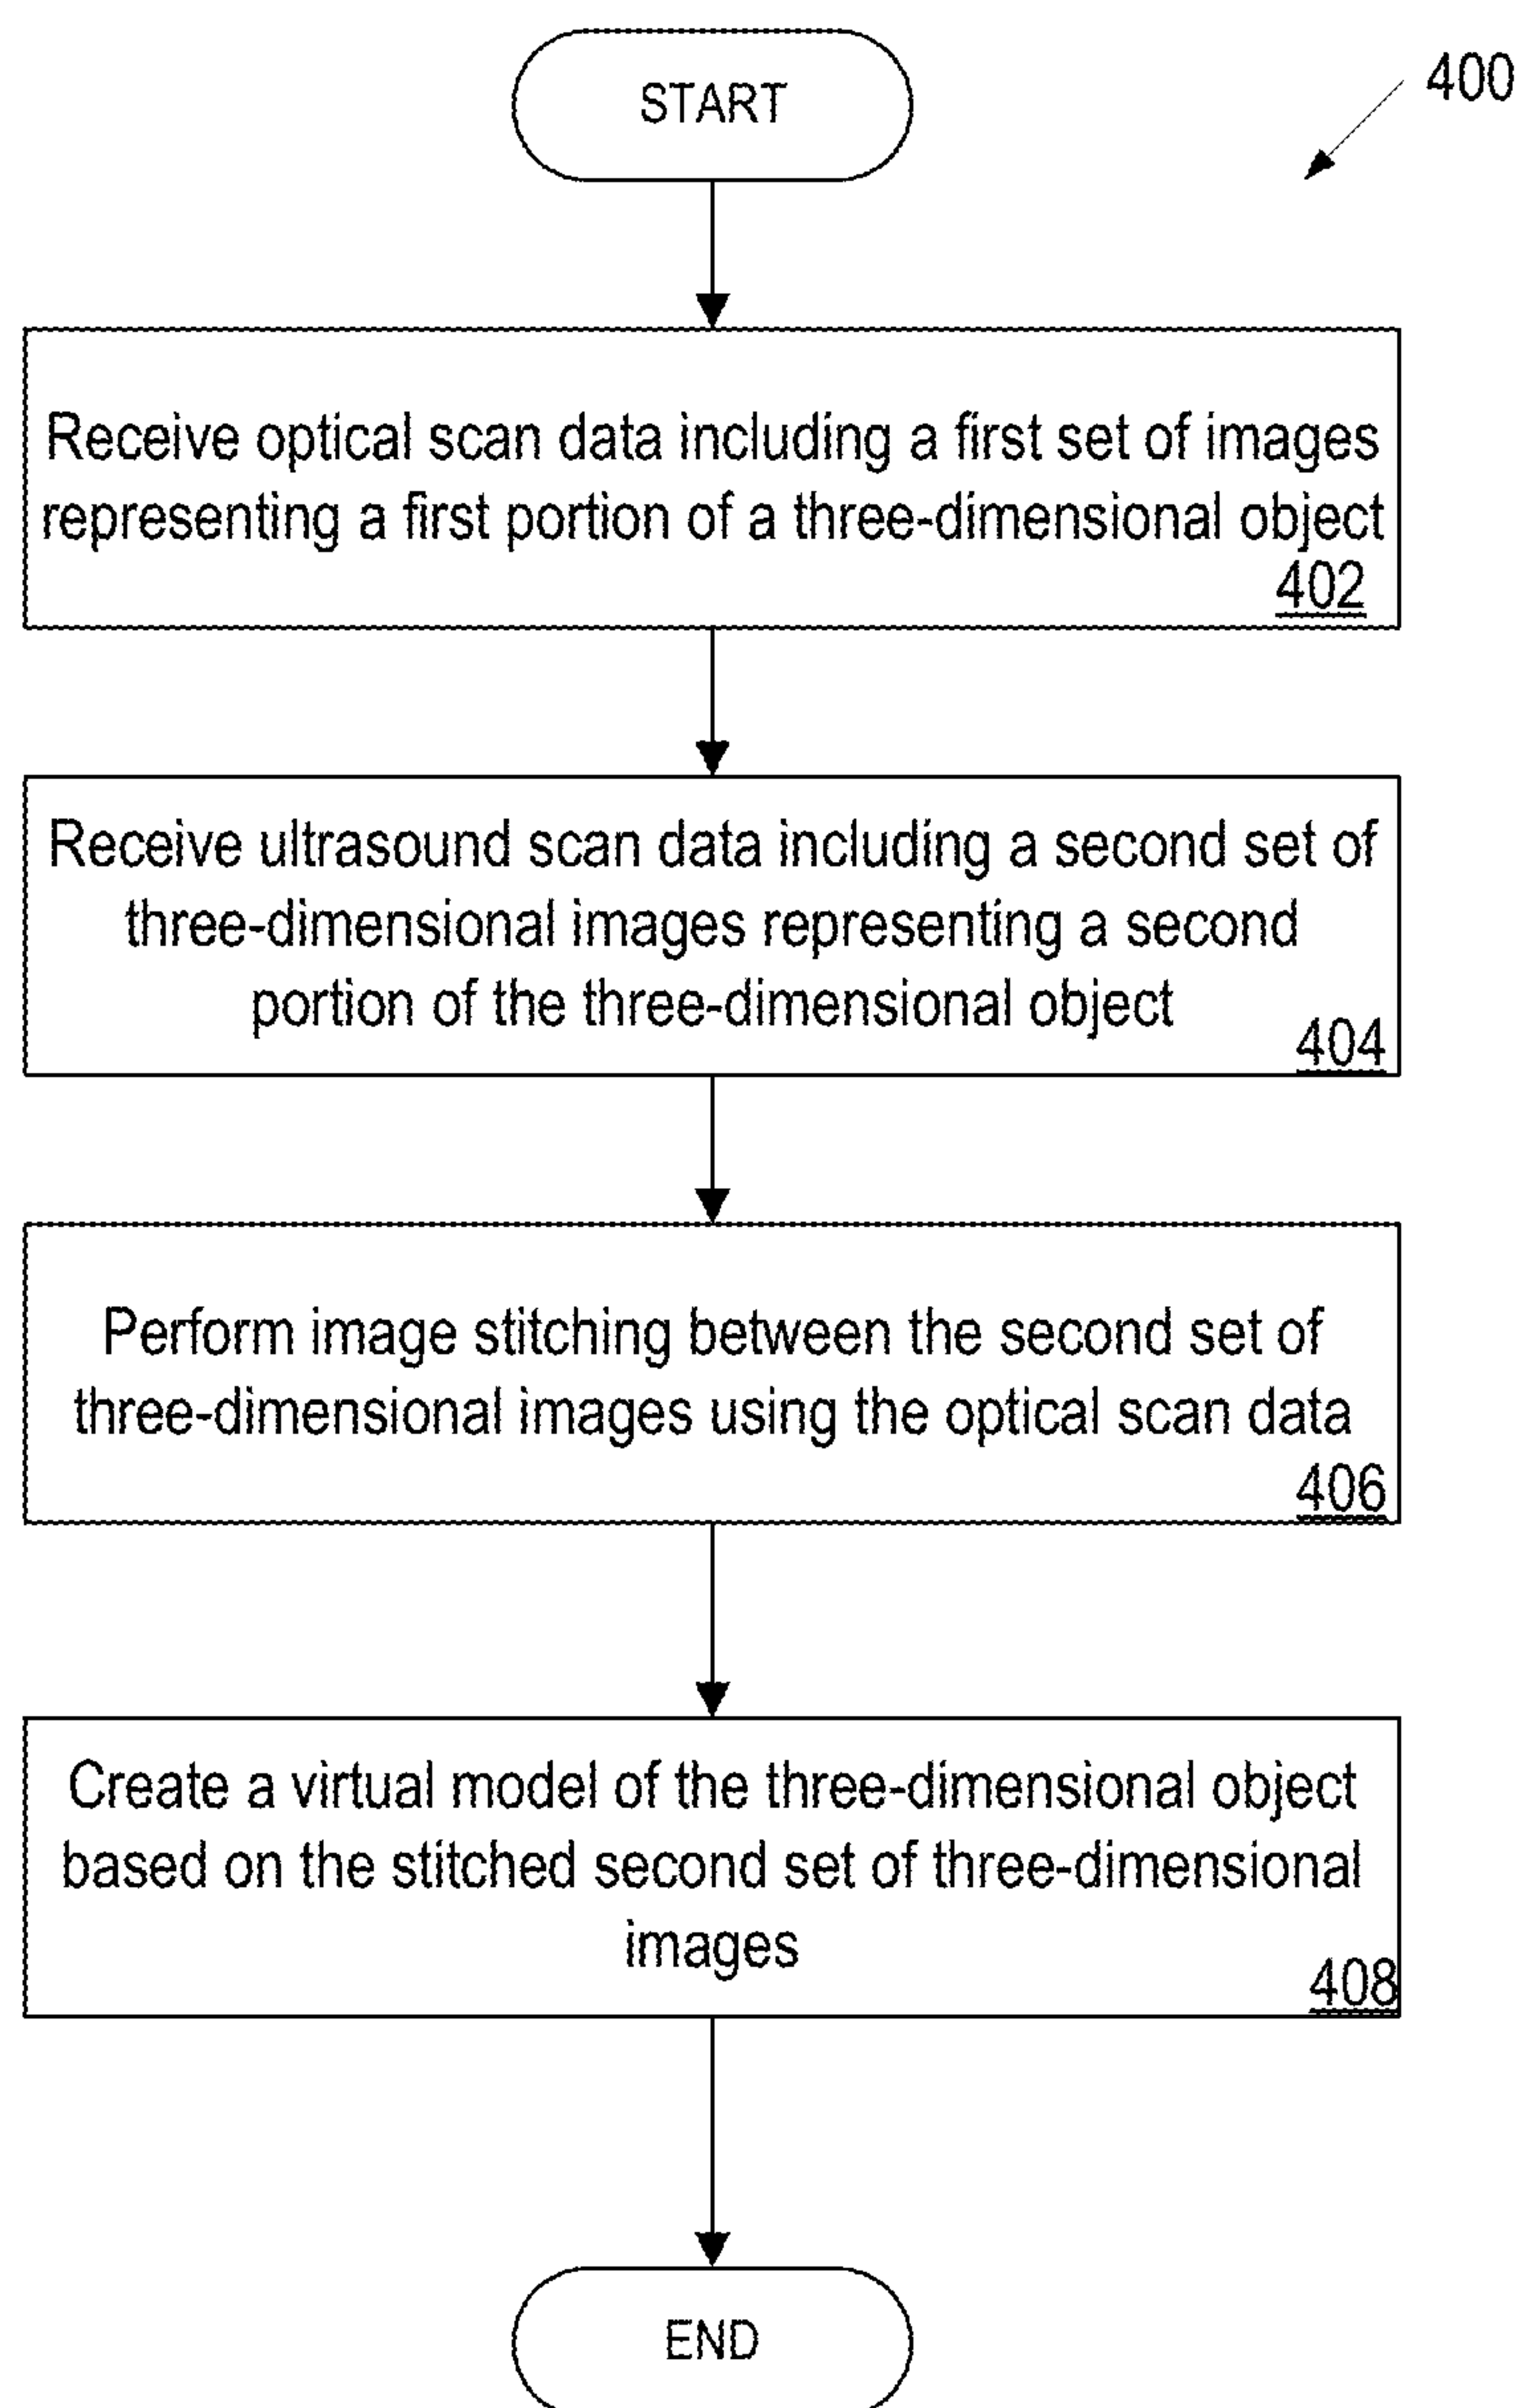 START
400
Receive optical scan data including a first set of images
representing a first portion of a three-dimensional object
402
Receive ultrasound scan data including a second set of
three-dimensional images representing a second
portion of the three-dimensional object
404
Perform image stitching between the second set of
three-dimensional images using the optical scan data
406
Create a virtual model of the three-dimensional object
based on the stitched second set of three-dimensional
images
408
END